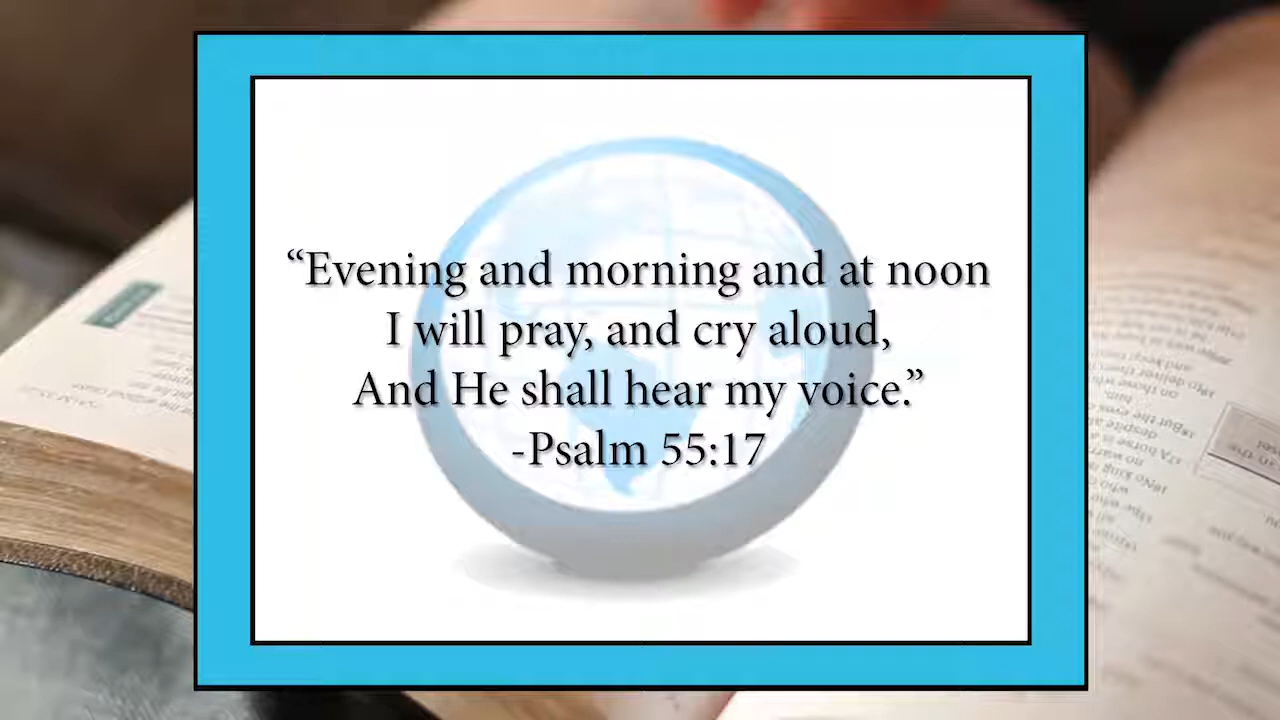 “Evening and morning and at noon
I will pray, and cry aloud,
And He shall hear my voice.”
-Psalm 55:17